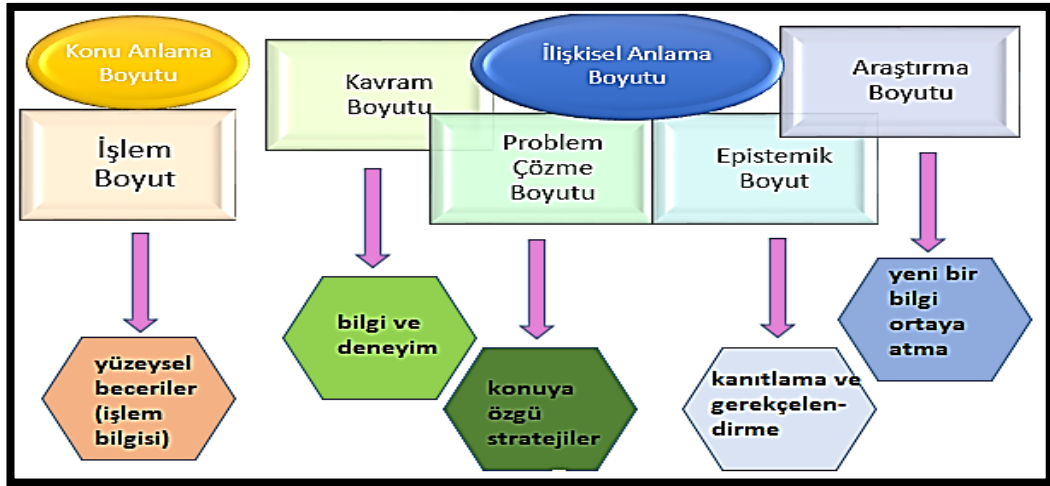 Konu Anlama
Boyutu
İşlem
Boyut
yüzeysel
beceriler
(işlem
bilgisi)
Kavram
Boyutu
bilgi ve
deneyim
İlişkisel Anlama
Boyutu
Problem
Çözme
Boyutu
konuya
özgü
stratejiler
Epistemik
Boyut
kanıtlama ve
gerekçelen-
dirme
Araştırma
Boyutu
yeni bir
bilgi
ortaya
atma